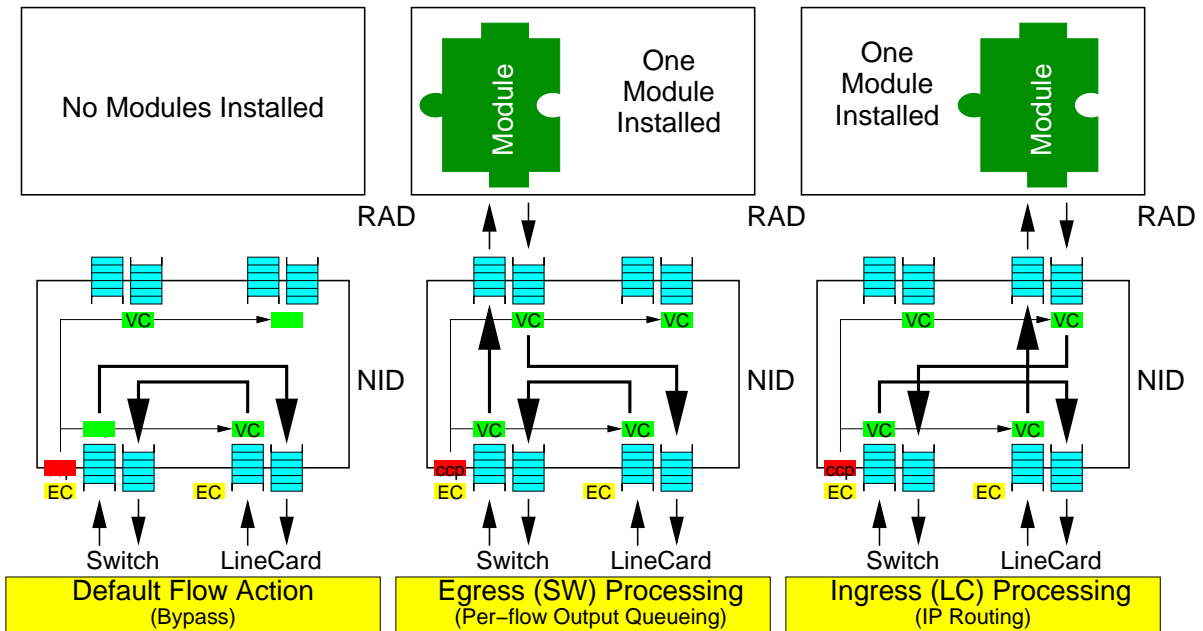 No Modules Installed
RAD
VC
NID
VC
EC
EC
Switch
LineCard
Default Flow Action
(Bypass)
Module
One
Module
Installed
RAD
VC
VC
NID
VC
VC
ccp
EC
EC
Switch
LineCard
Egress (SW) Processing
(Per−flow Output Queueing)
One
Module
Installed
Module
RAD
VC
VC
NID
VC
VC
ccp
EC
EC
Switch
LineCard
Ingress (LC) Processing
(IP Routing)